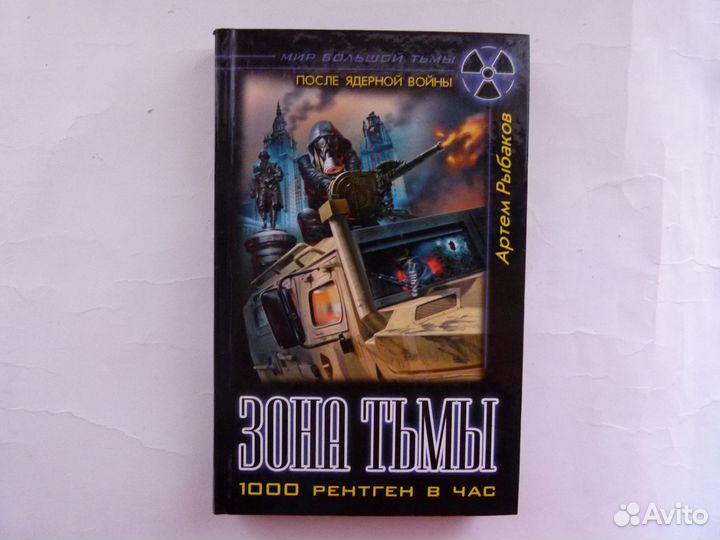 МИР БОЛЬШОЙ ТЬМЫ
ПОСЛЕ ЯДЕРНОЙ ВОЙНЫ
Артем Рыбаков
ЗОНА ТЬМЫ
1000 РЕНТГЕН В ЧАС
Avito